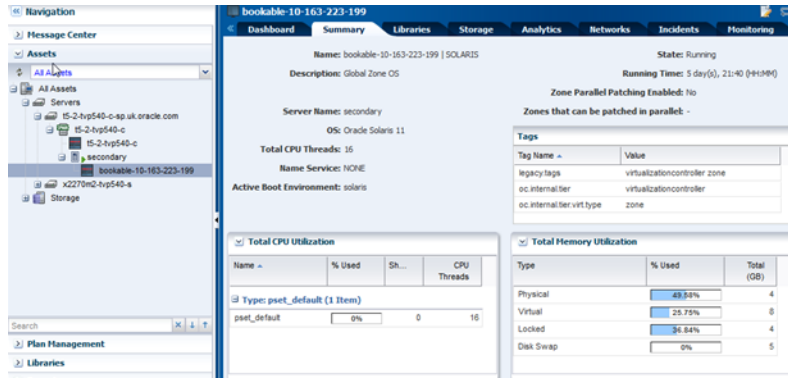 Navigation
Message Center
Assets
All Assets
All Assets
Servers
t5-2-tvp540-c-sp.uk.oracle.com
t5-2-tvp540-c
t5-2-tvp540-c
secondary
bookable-10-163-223-199
x2270m2-tvp540-s
Storage
Search
Plan Management
Libraries
bookable-10-163-223-199
Dashboard Summary Libraries Storage Analytics Networks Incidents Monitoring
Name: bookable-10-163-223-199 | SOLARIS
Description: Global Zone OS
Server Name: secondary
OS: Oracle Solaris 11
Total CPU Threads: 16
Name Service: NONE
Active Boot Environment: solaris
State: Running
Running Time: 5 day(s), 21:40 (HH:MM)
Zone Parallel Patching Enabled: No
Zones that can be patched in parallel: -
Tags
Tag Name Value
legacy.tags virtualizationcontroller zone
oc.internal.tier virtualizationcontroller
oc.internal.tier.virt.type zone
Total CPU Utilization
Name % Used Sh... CPU Threads
Type: pset_default (1 Item)
pset_default 0% 0 16
Total Memory Utilization
Type % Used Total (GB)
Physical 49.58% 4
Virtual 25.75% 8
Locked 36.84% 4
Disk Swap 0% 5